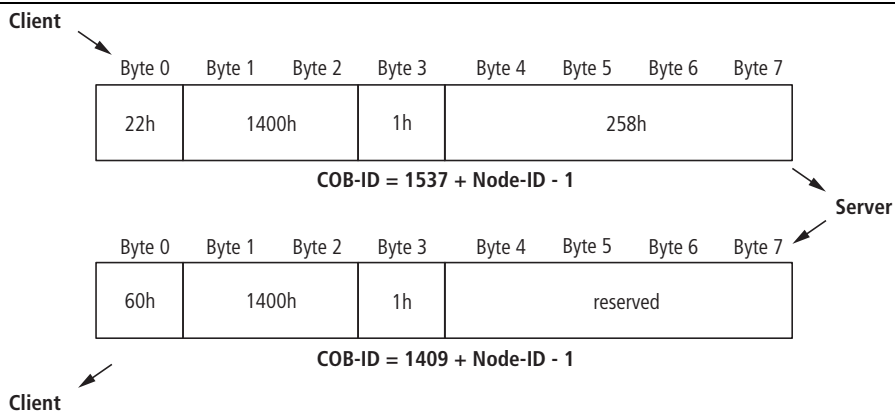 Client
Byte 0 Byte 1 Byte 2 Byte 3 Byte 4 Byte 5 Byte 6 Byte 7
22h 1400h 1h 258h
COB-ID = 1537 + Node-ID - 1
Server
Byte 0 Byte 1 Byte 2 Byte 3 Byte 4 Byte 5 Byte 6 Byte 7
60h 1400h 1h reserved
COB-ID = 1409 + Node-ID - 1
Client